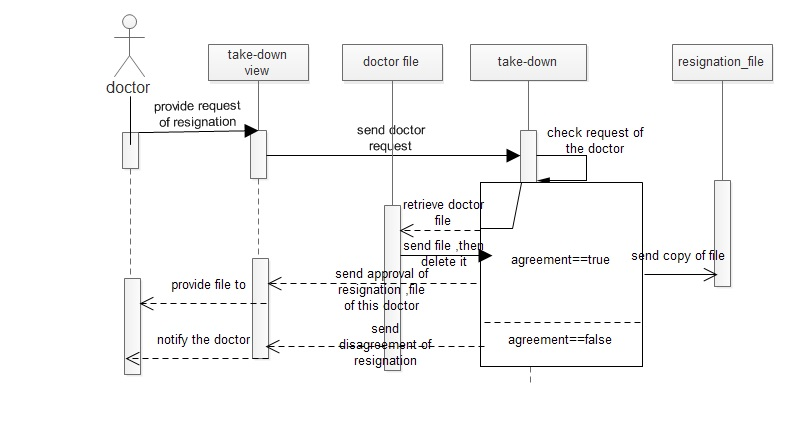 doctor
take-down
view
doctor file
take-down
resignation_file
provide request
of resignation
send doctor
request
check request of
the doctor
retrieve doctor
file
send file ,then
delete it
agreement==true
send copy of file
send approval of
resignation ,file
of this doctor
provide file to
send
disagreement of
resignation
notify the doctor
agreement==false